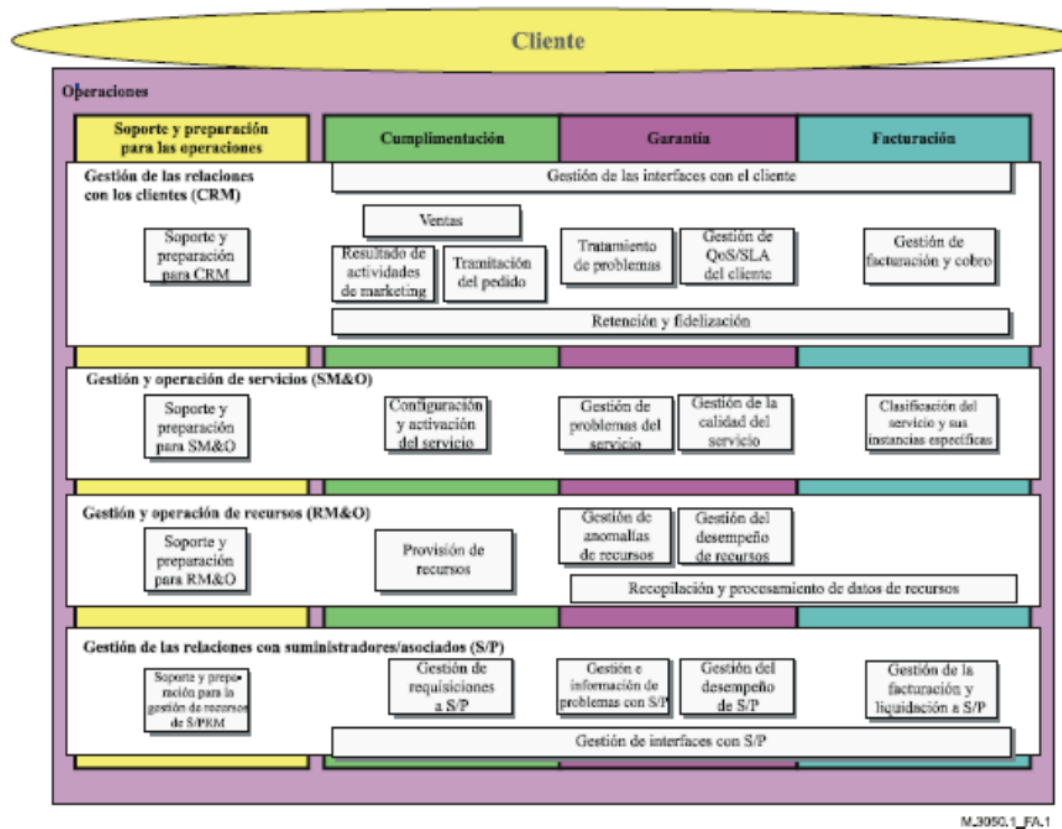 Cliente
Operaciones
Soporte y preparación
para las operaciones
Cumplimentación
Garantía
Facturación
Gestión de las relaciones
con los clientes (CRM)
Gestión de las interfaces con el cliente
Soporte y
preparación
para CRM
Ventas
Resultado de
actividades
de marketing
Tramitación
del pedido
Tratamiento
de problemas
Gestión de
QoS/SLA
del cliente
Gestión de
facturación y cobro
Retención y fidelización
Gestión y operación de servicios (SM&O)
Soporte y
preparación
para SM&O
Configuración
y activación
del servicio
Gestión de
problemas del
servicio
Gestión de la
calidad del
servicio
Clasificación del
servicio y sus
instancias específicas
Gestión y operación de recursos (RM&O)
Soporte y
preparación
para RM&O
Provisión de
recursos
Gestión de
anomalías
de recursos
Gestión del
desempeño
de recursos
Recopilación y procesamiento de datos de recursos
Gestión de las relaciones con suministradores/asociados (S/P)
Soporte y prepa-
ración para la
gestión de recursos
de S/PRM
Gestión de
requisiciones
a S/P
Gestión e
información de
problemas con S/P
Gestión del
desempeño
de S/P
Gestión de la
facturación y
liquidación a S/P
Gestión de interfaces con S/P
M.3050.1_FA.1